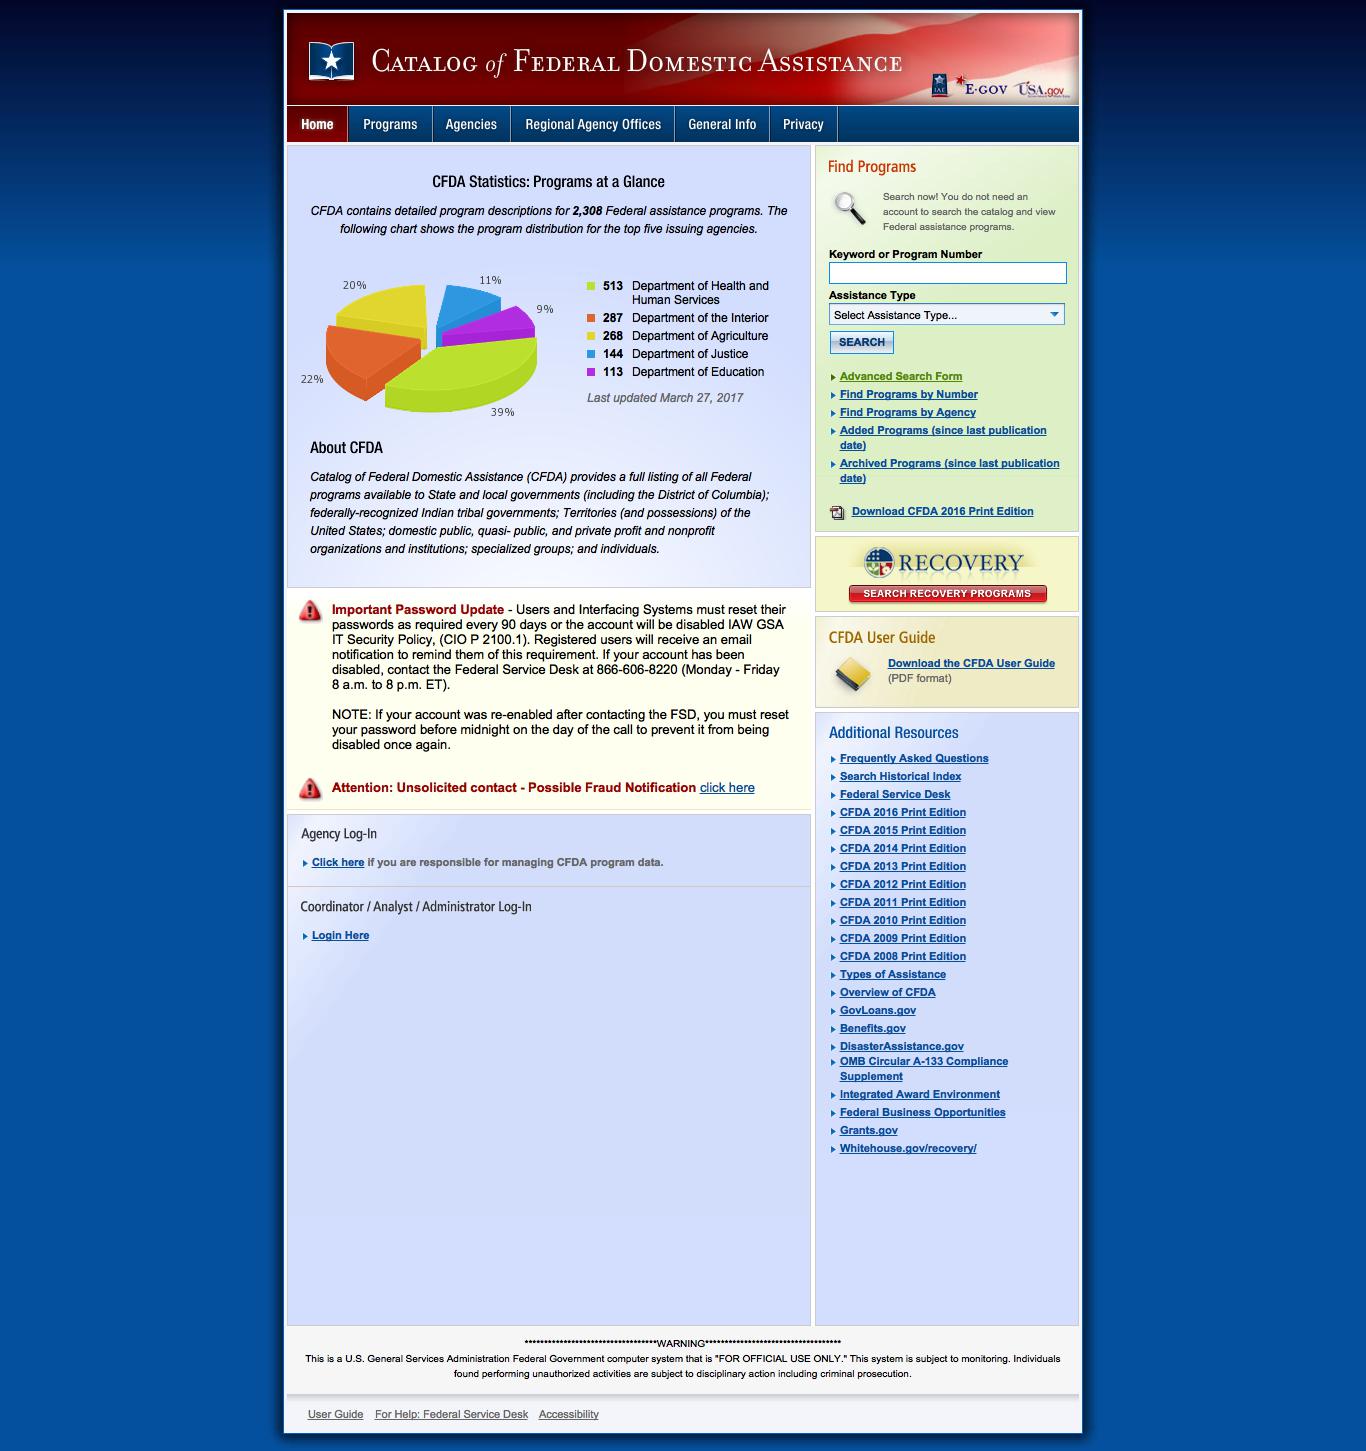 CATALOG of FEDERAL DOMESTIC ASSISTANCE
IAE E-GOV USA.gov
Home Programs Agencies Regional Agency Offices General Info Privacy
CFDA Statistics: Programs at a Glance
CFDA contains detailed program descriptions for 2,308 Federal assistance programs. The
following chart shows the program distribution for the top five issuing agencies.
20%
11%
9%
22%
39%
513 Department of Health and
Human Services
287 Department of the Interior
268 Department of Agriculture
144 Department of Justice
113 Department of Education
Last updated March 27, 2017
About CFDA
Catalog of Federal Domestic Assistance (CFDA) provides a full listing of all Federal
programs available to State and local governments (including the District of Columbia);
federally-recognized Indian tribal governments; Territories (and possessions) of the
United States; domestic public, quasi- public, and private profit and nonprofit
organizations and institutions; specialized groups; and individuals.
Important Password Update - Users and Interfacing Systems must reset their
passwords as required every 90 days or the account will be disabled IAW GSA
IT Security Policy, (CIO P 2100.1). Registered users will receive an email
notification to remind them of this requirement. If your account has been
disabled, contact the Federal Service Desk at 866-606-8220 (Monday - Friday
8 a.m. to 8 p.m. ET).
NOTE: If your account was re-enabled after contacting the FSD, you must reset
your password before midnight on the day of the call to prevent it from being
disabled once again.
Attention: Unsolicited contact - Possible Fraud Notification click here
Agency Log-In
Click here if you are responsible for managing CFDA program data.
Coordinator / Analyst / Administrator Log-In
Login Here
Find Programs
Search now! You do not need an
account to search the catalog and view
Federal assistance programs.
Keyword or Program Number
Assistance Type
Select Assistance Type...
SEARCH
Advanced Search Form
Find Programs by Number
Find Programs by Agency
Added Programs (since last publication
date)
Archived Programs (since last publication
date)
Download CFDA 2016 Print Edition
RECOVERY
SEARCH RECOVERY PROGRAMS
CFDA User Guide
Download the CFDA User Guide
(PDF format)
Additional Resources
Frequently Asked Questions
Search Historical Index
Federal Service Desk
CFDA 2016 Print Edition
CFDA 2015 Print Edition
CFDA 2014 Print Edition
CFDA 2013 Print Edition
CFDA 2012 Print Edition
CFDA 2011 Print Edition
CFDA 2010 Print Edition
CFDA 2009 Print Edition
CFDA 2008 Print Edition
Types of Assistance
Overview of CFDA
GovLoans.gov
Benefits.gov
DisasterAssistance.gov
OMB Circular A-133 Compliance
Supplement
Integrated Award Environment
Federal Business Opportunities
Grants.gov
Whitehouse.gov/recovery/
**********************************WARNING***********************************
This is a U.S. General Services Administration Federal Government computer system that is "FOR OFFICIAL USE ONLY." This system is subject to monitoring. Individuals
found performing unauthorized activities are subject to disciplinary action including criminal prosecution.
User Guide For Help: Federal Service Desk Accessibility